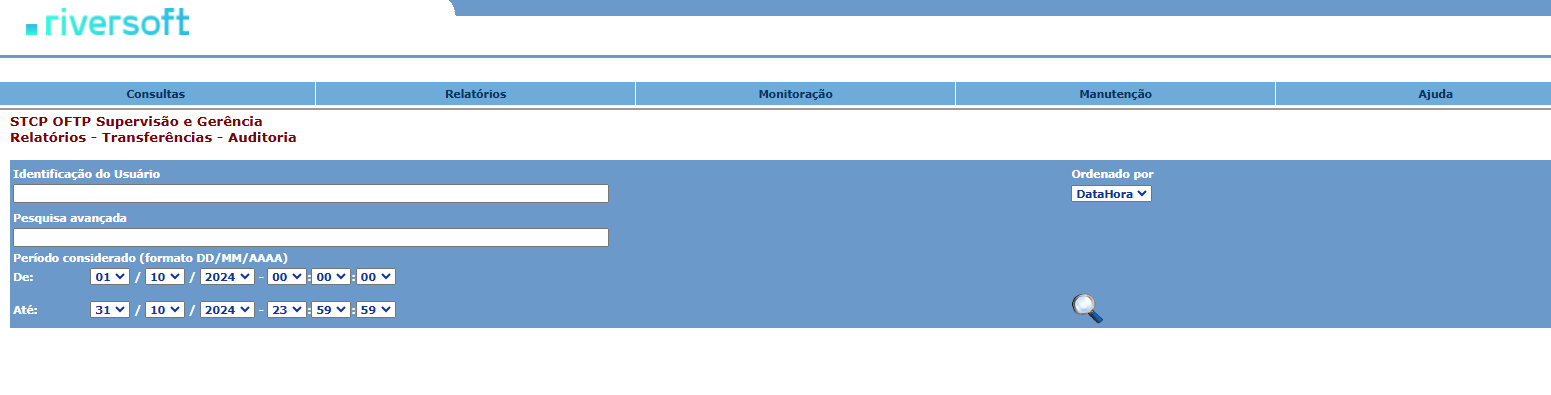 riversoft
Consultas Relatórios Monitoração Manutenção Ajuda
STCP OFTP Supervisão e Gerência
Relatórios - Transferências - Auditoria
Identificação do Usuário Ordenado por
DataHora
Pesquisa avançada
Período considerado (formato DD/MM/AAAA)
De: 01 / 10 / 2024 - 00:00:00
Até: 31 / 10 / 2024 - 23:59:59